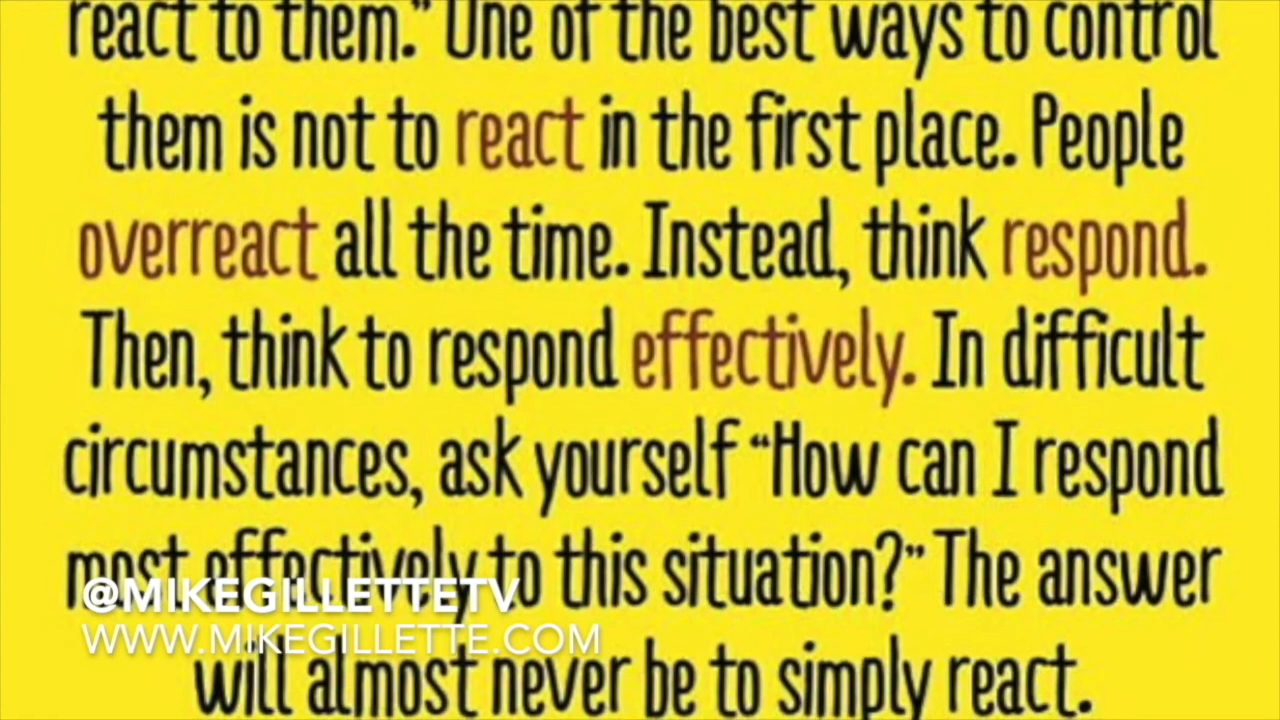 react to them.” One of the best ways to control
them is not to react in the first place. People
overreact all the time. Instead, think respond.
Then, think to respond effectively. In difficult
circumstances, ask yourself “How can I respond
most effectively to this situation?” The answer
@MIKEGILLETTETV
WWW.MIKEGILLETTE.COM
will almost never be to simply react.